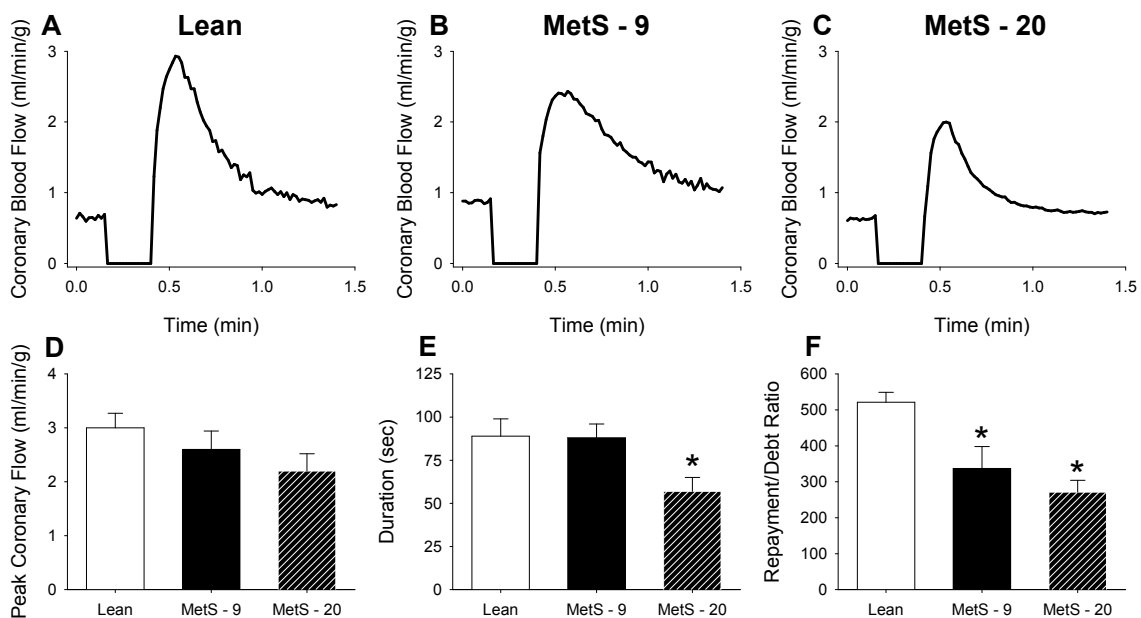 A Lean
Coronary Blood Flow (ml/min/g)
3
2
1
0
0.0 0.5 1.0 1.5
Time (min)
B MetS - 9
Coronary Blood Flow (ml/min/g)
3
2
1
0
0.0 0.5 1.0 1.5
Time (min)
C MetS - 20
Coronary Blood Flow (ml/min/g)
3
2
1
0
0.0 0.5 1.0 1.5
Time (min)
D
Peak Coronary Flow (ml/min/g)
4
3
2
1
0
Lean MetS - 9 MetS - 20
E
Duration (sec)
125
100
75
50
25
0
*
Lean MetS - 9 MetS - 20
F
Repayment/Debt Ratio
600
500
400
300
200
100
0
*
*
Lean MetS - 9 MetS - 20